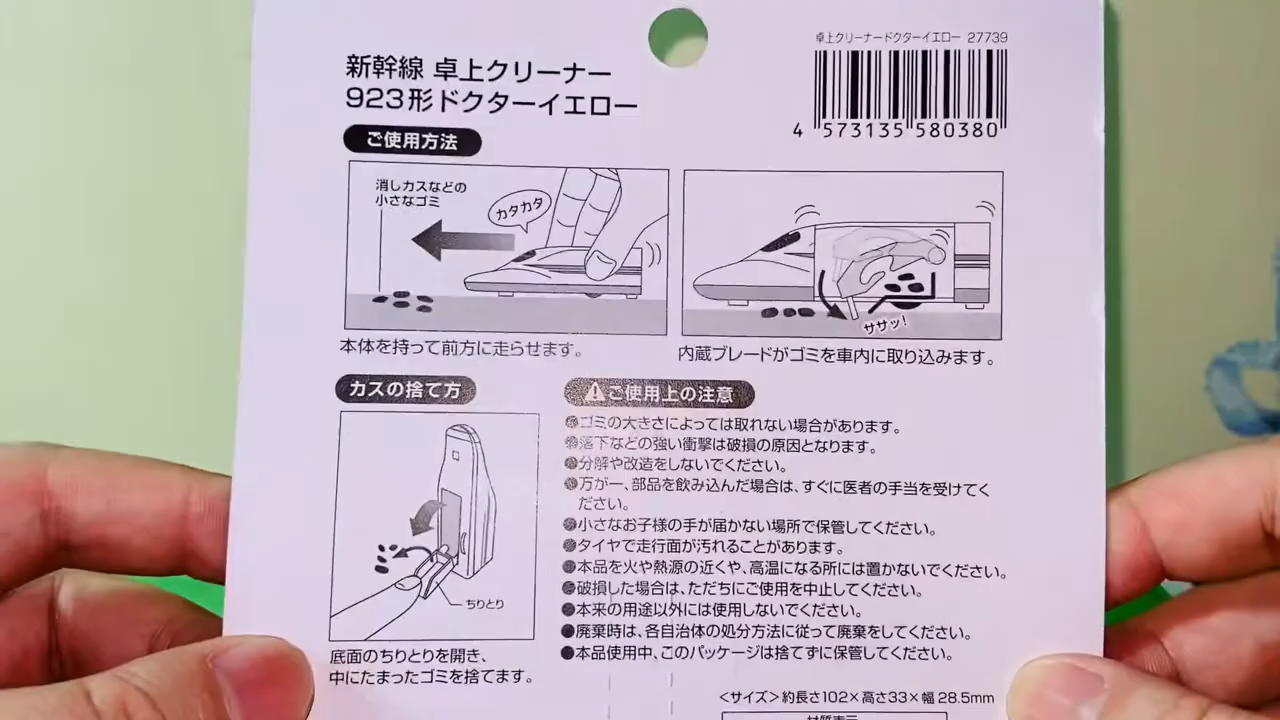 卓上クリーナードクターイエロー 27739
新幹線 卓上クリーナー
923形ドクターイエロー
4 573135 580380
ご使用方法
消しカスなどの
小さなゴミ
カタカタ
ササッ!
本体を持って前方に走らせます。
内蔵ブレードがゴミを車内に取り込みます。
カスの捨て方
ちりとり
底面のちりとりを開き、
中にたまったゴミを捨てます。
⚠ご使用上の注意
●ゴミの大きさによっては取れない場合があります。
●落下などの強い衝撃は破損の原因となります。
●分解や改造をしないでください。
●万が一、部品を飲み込んだ場合は、すぐに医者の手当を受けてく
ださい。
●小さなお子様の手が届かない場所で保管してください。
●タイヤで走行面が汚れることがあります。
●本品を火や熱源の近くや、高温になる所には置かないでください。
●破損した場合は、ただちにご使用を中止してください。
●本来の用途以外には使用しないでください。
●廃棄時は、各自治体の処分方法に従って廃棄をしてください。
●本品使用中、このパッケージは捨てずに保管してください。
<サイズ>約長さ102×高さ33×幅28.5mm